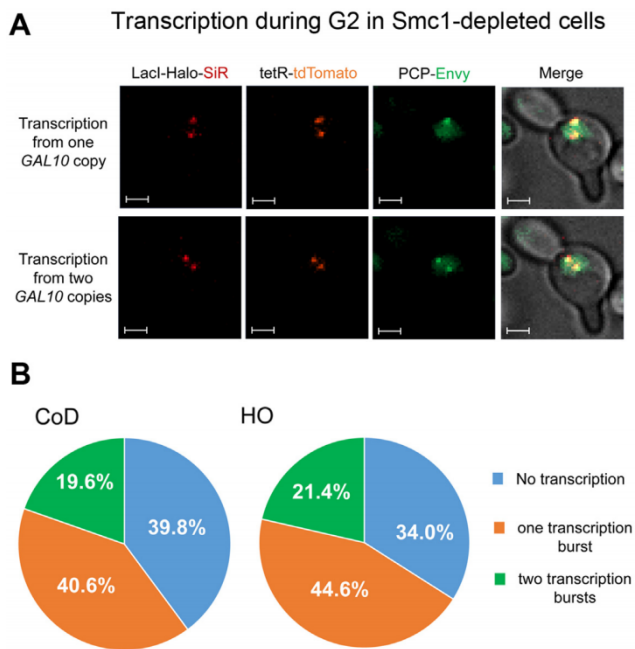 A
Transcription during G2 in Smc1-depleted cells
LacI-Halo-SiR
tetR-tdTomato
PCP-Envy
Merge
Transcription
from one
GAL10 copy
Transcription
from two
GAL10 copies
B
CoD
HO
19.6%
39.8%
40.6%
21.4%
34.0%
44.6%
No transcription
one transcription
burst
two transcription
bursts